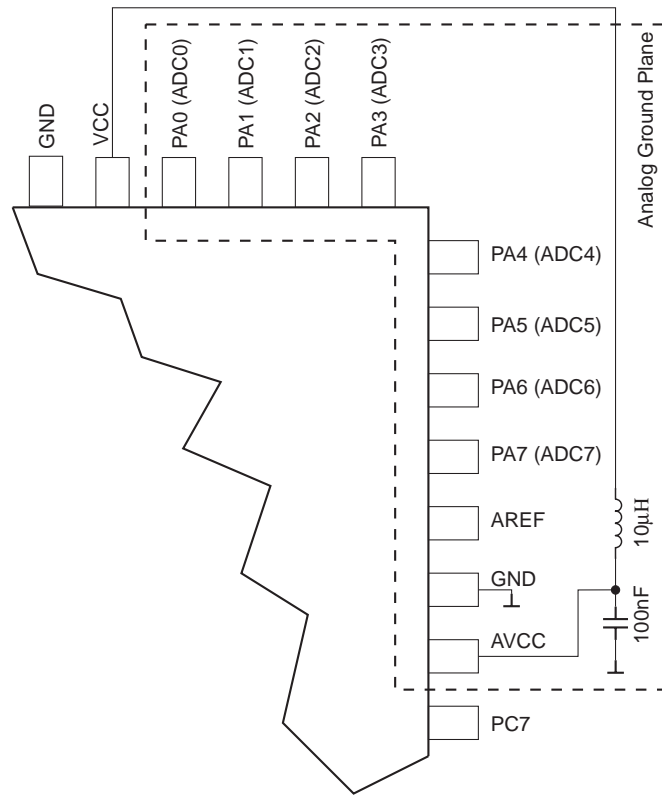 GND
VCC
PA0 (ADC0)
PA1 (ADC1)
PA2 (ADC2)
PA3 (ADC3)
Analog Ground Plane
PA4 (ADC4)
PA5 (ADC5)
PA6 (ADC6)
PA7 (ADC7)
AREF
GND
AVCC
PC7
10μH
100nF